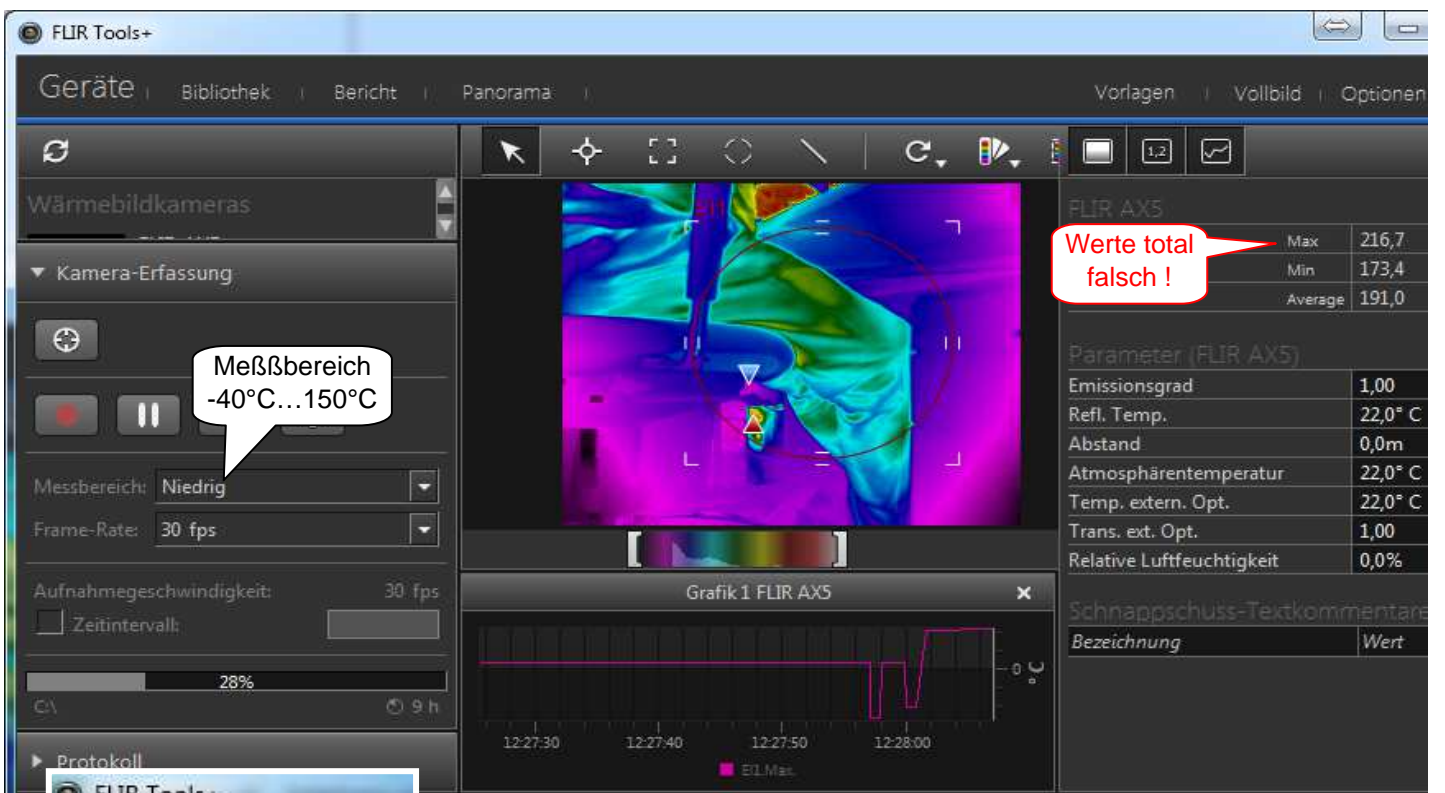 FLIR Tools+
Geräte Bibliothek Bericht Panorama Vorlagen Vollbild Optionen
Wärmebildkameras
Kamera-Erfassung
Meßßbereich
-40°C…150°C
Messbereich: Niedrig
Frame-Rate: 30 fps
Aufnahmegeschwindigkeit: 30 fps
Zeitintervall:
28%
C:\ 9 h
Protokoll
FLIR Tools+
Grafik 1 FLIR AX5
0
°C
12:27:30 12:27:40 12:27:50 12:28:00
El1.Max.
1,2
FLIR AX5
Werte total
falsch !
Max 216,7
Min 173,4
Average 191,0
Parameter (FLIR AX5)
Emissionsgrad 1,00
Refl. Temp. 22,0° C
Abstand 0,0m
Atmosphärentemperatur 22,0° C
Temp. extern. Opt. 22,0° C
Trans. ext. Opt. 1,00
Relative Luftfeuchtigkeit 0,0%
Schnappschuss-Textkommentare
Bezeichnung Wert